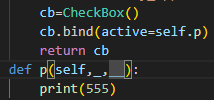 cb=CheckBox()
cb.bind(active=self.p)
return cb
def p(self,_,__):
print(555)